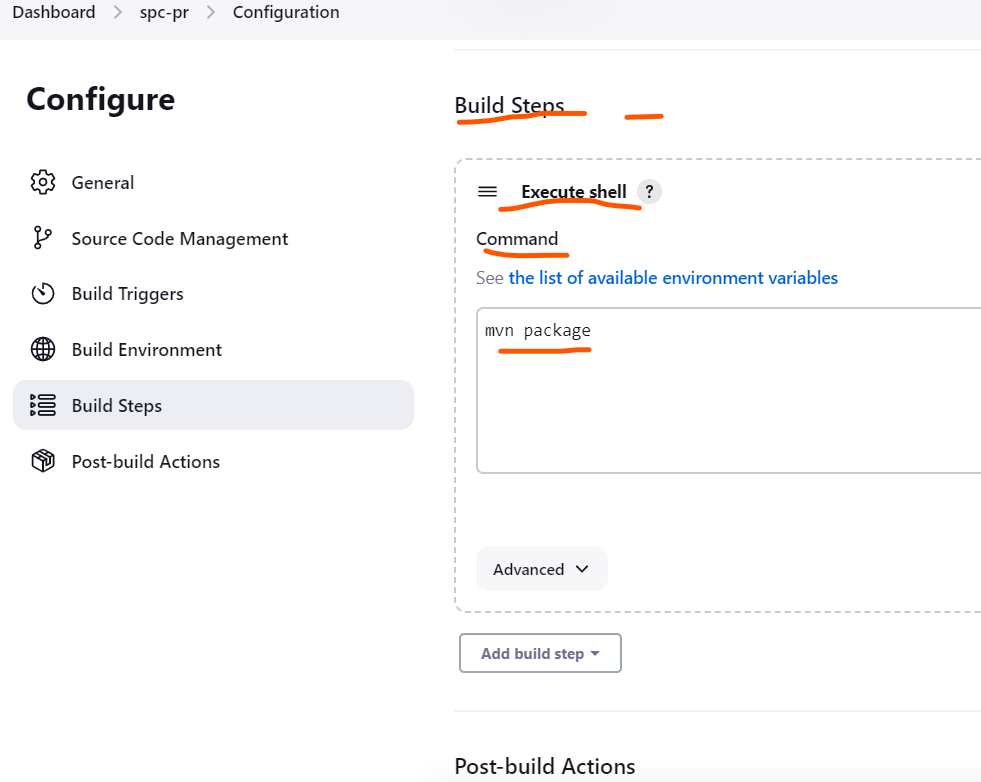 Dashboard > spc-pr > Configuration
Configure
General
Source Code Management
Build Triggers
Build Environment
Build Steps
Post-build Actions
Build Steps
Execute shell ?
Command
See the list of available environment variables
mvn package
Advanced
Add build step
Post-build Actions